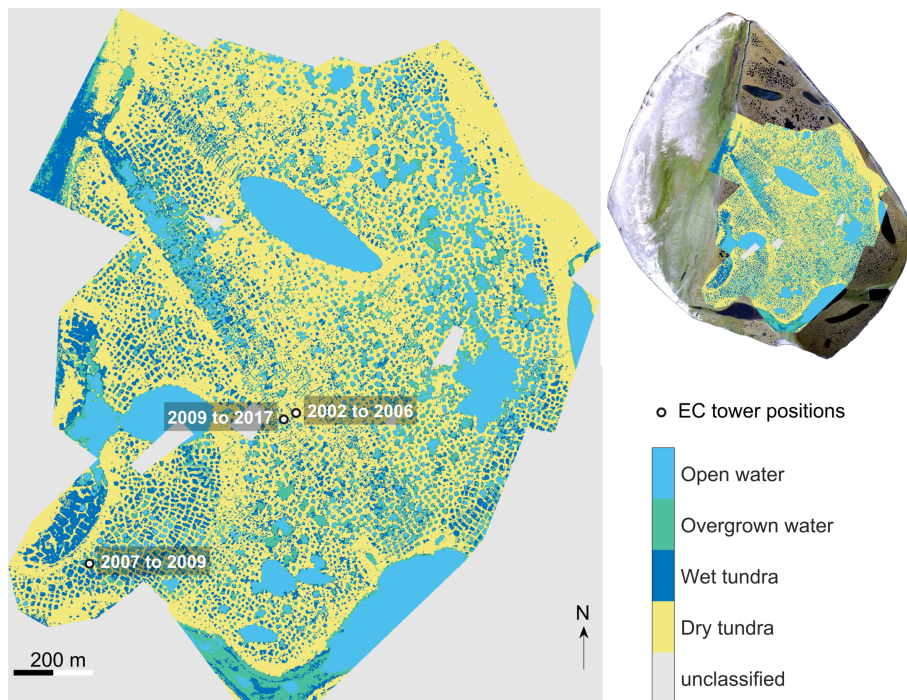 2009 to 2017
2002 to 2006
2007 to 2009
200 m
N
EC tower positions
Open water
Overgrown water
Wet tundra
Dry tundra
unclassified